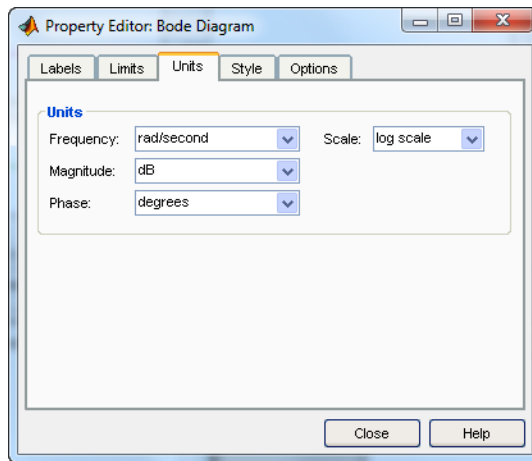 Property Editor: Bode Diagram
Labels Limits Units Style Options
Units
Frequency: rad/second Scale: log scale
Magnitude: dB
Phase: degrees
Close Help